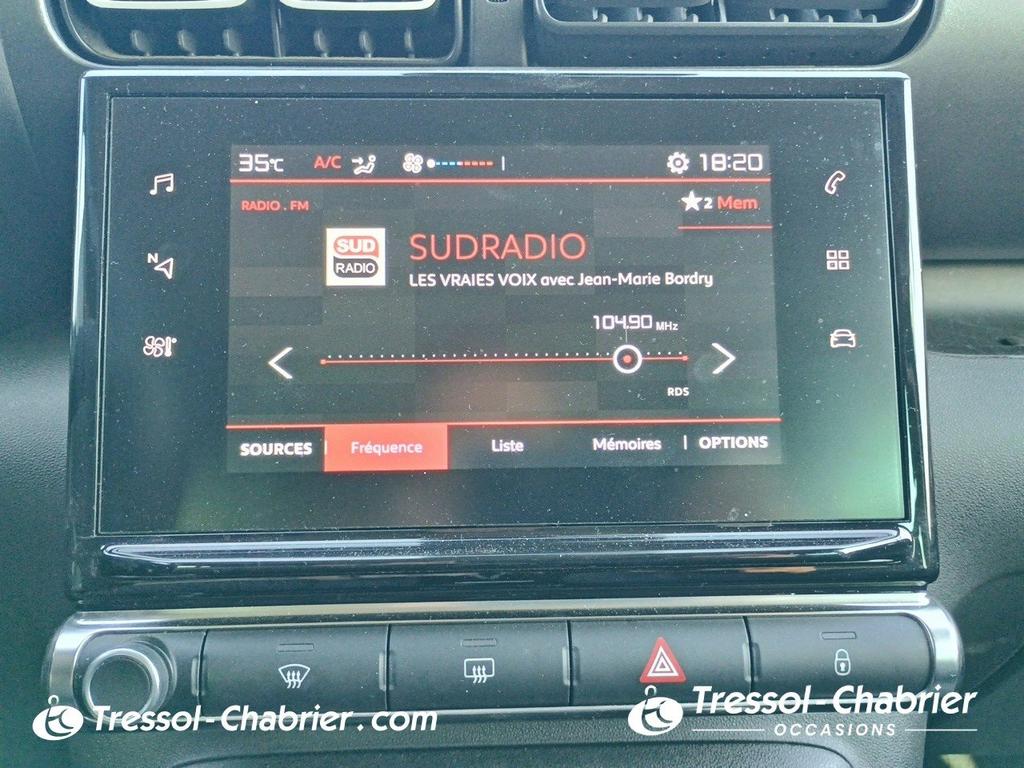 35°C A/C 18:20
RADIO . FM
2 Mem
SUD
RADIO
SUDRADIO
LES VRAIES VOIX avec Jean-Marie Bordry
N
104.90 MHz
RDS
SOURCES Fréquence Liste Mémoires OPTIONS
Tressol-Chabrier.com
Tressol-Chabrier
OCCASIONS